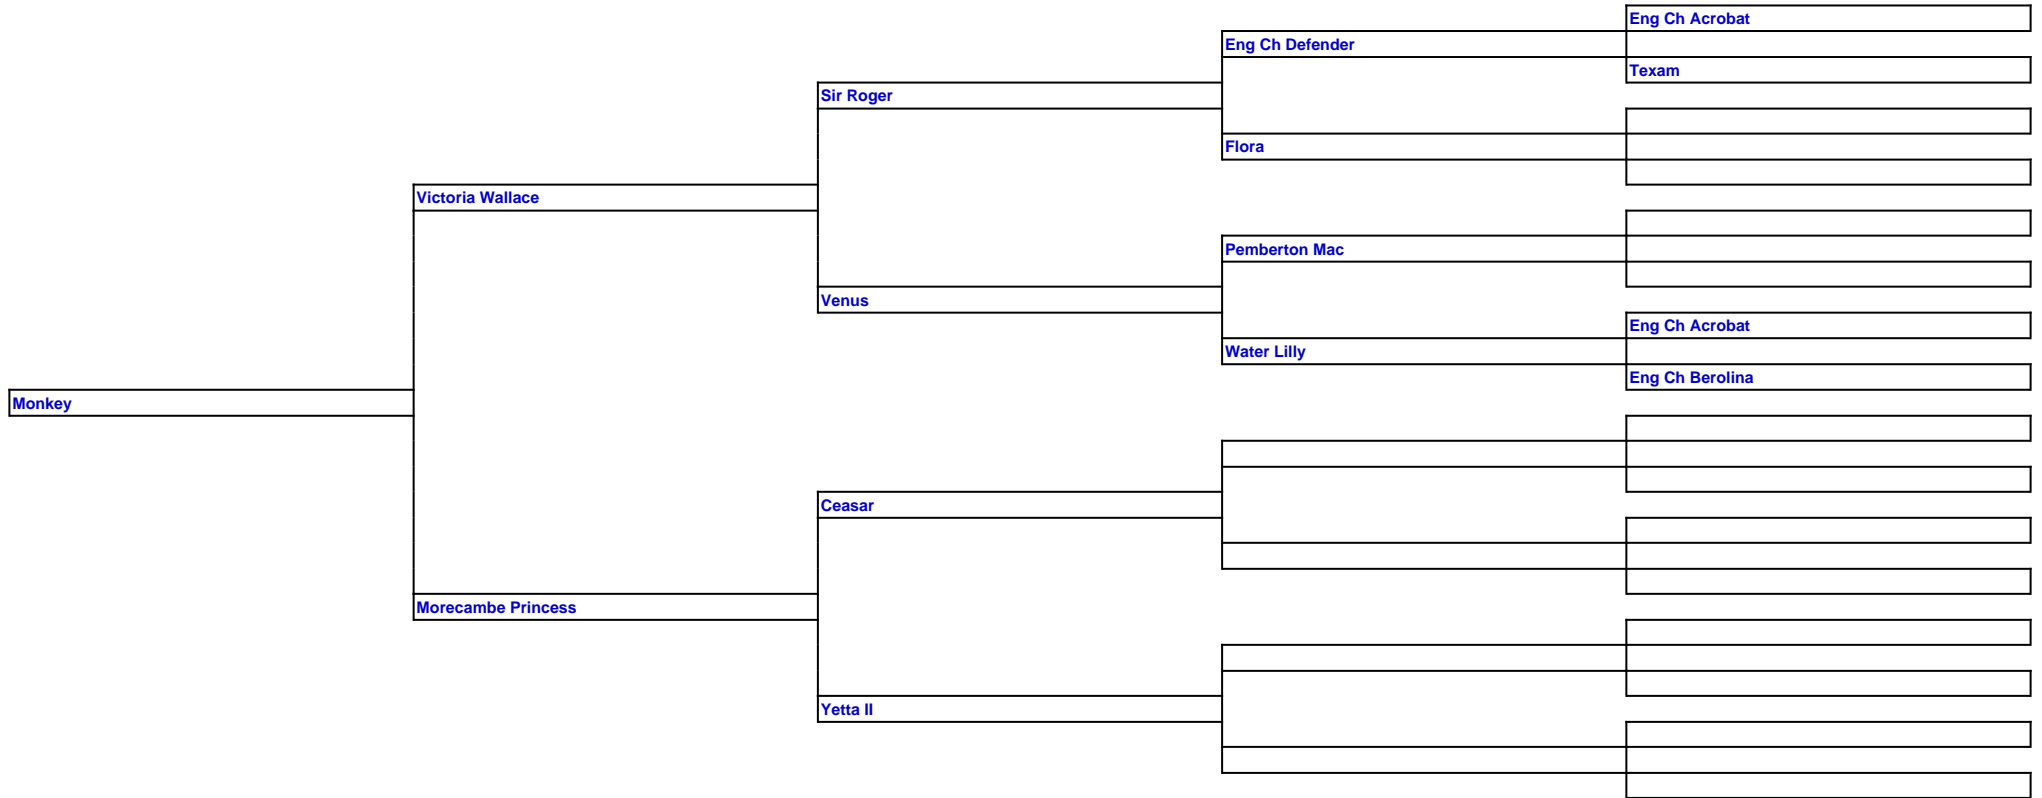 Eng Ch Acrobat
Eng Ch Defender
Texam
Sir Roger
Flora
Victoria Wallace
Pemberton Mac
Venus
Eng Ch Acrobat
Water Lilly
Eng Ch Berolina
Monkey
Ceasar
Morecambe Princess
Yetta II